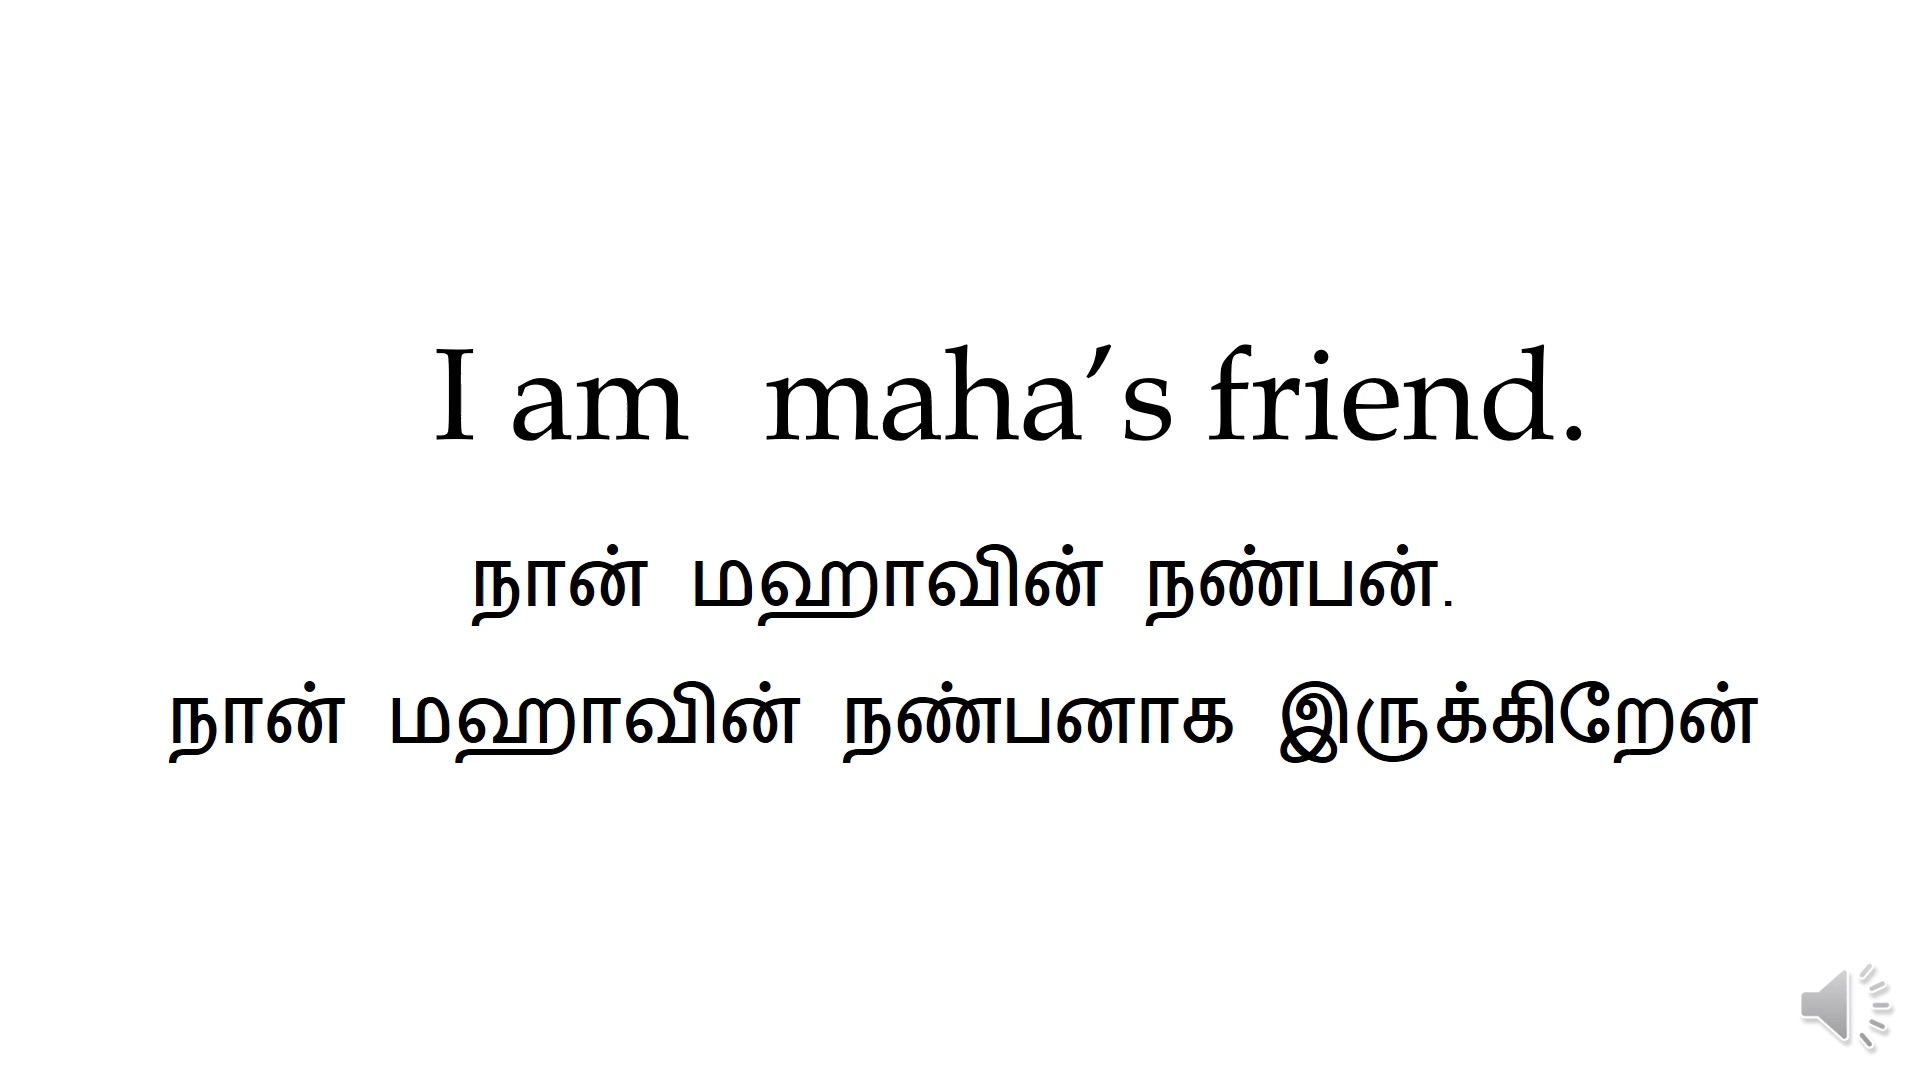 I am  maha’s friend.
நான் மஹாவின் நண்பன்.
நான் மஹாவின் நண்பனாக இருக்கிறேன்